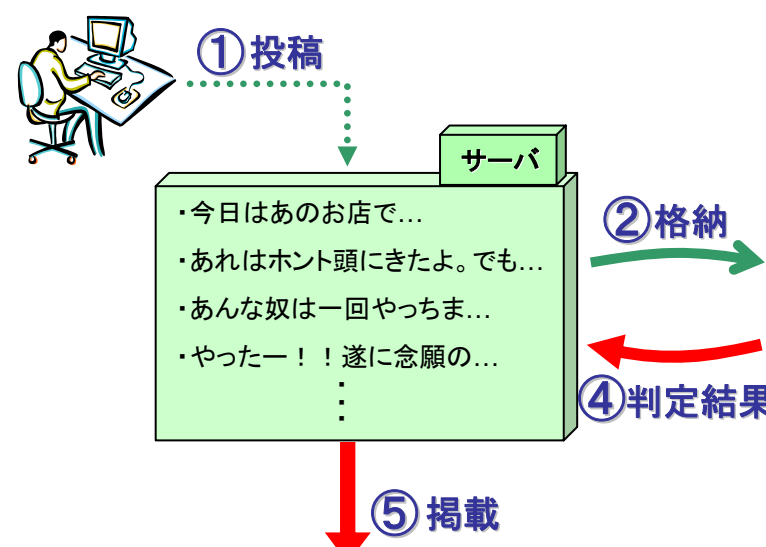 ①投稿
サーバ
・今日はあのお店で…
・あれはホント頭にきたよ。でも…
・あんな奴は一回やっちま…
・やったー！！遂に念願の…
②格納
④判定結果
⑤掲載